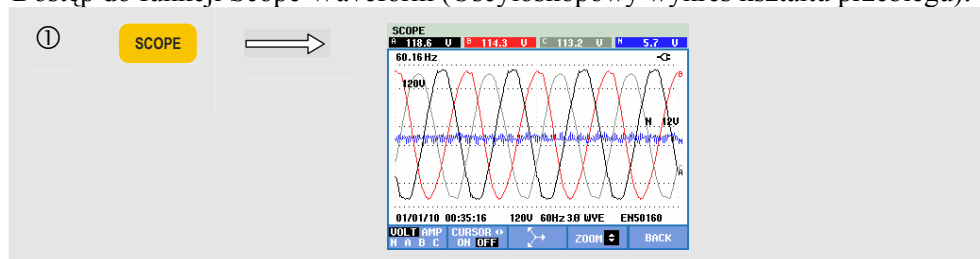 Dostęp do funkcji Scope Waveform (Oscyloskopowy wykres kształtu przebiegu):
① SCOPE
SCOPE
A 118.6 V B 114.3 V C 113.2 V N 5.7 V
60.16 Hz
B
120V
N 12V
N
C
A
01/01/10 00:35:16 120V 60Hz 3Ø WYE EN50160
VOLT AMP CURSOR ON OFF ZOOM BACK
N A B C